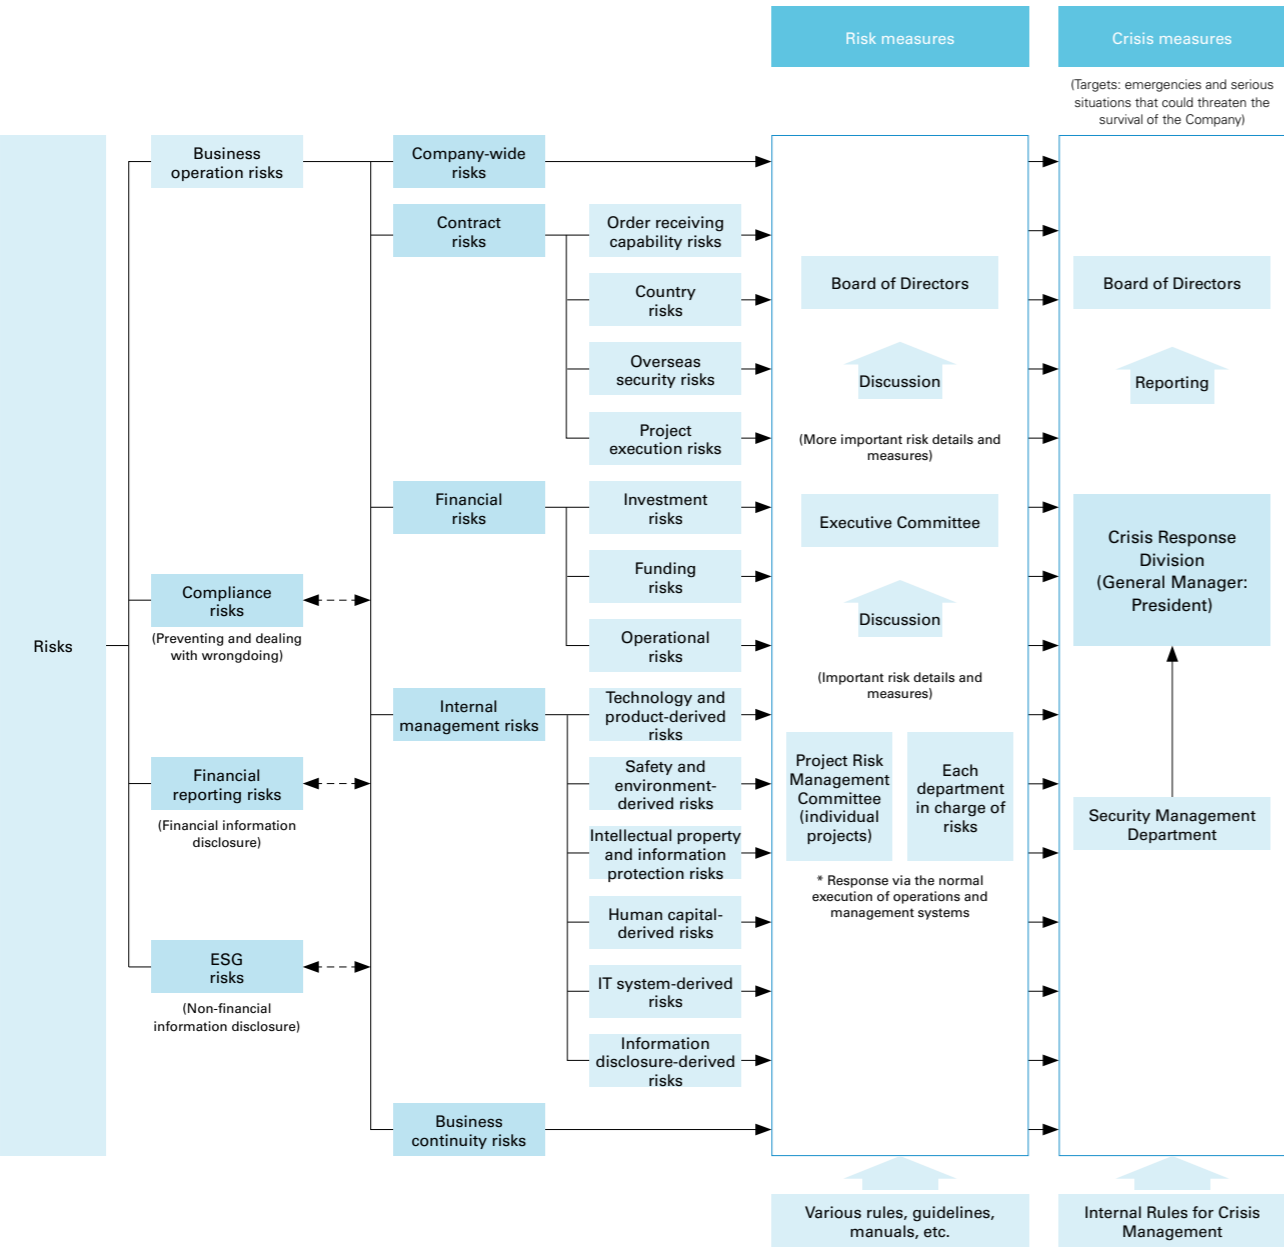 Risk measures
Crisis measures
(Targets: emergencies and serious
situations that could threaten the
survival of the Company)
Risks
Business
operation risks
Compliance
risks
(Preventing and dealing
with wrongdoing)
Financial
reporting risks
(Financial information
disclosure)
ESG
risks
(Non-financial
information disclosure)
Company-wide
risks
Contract
risks
Financial
risks
Internal
management risks
Business
continuity risks
Order receiving
capability risks
Country
risks
Overseas
security risks
Project
execution risks
Investment
risks
Funding
risks
Operational
risks
Technology and
product-derived
risks
Safety and
environment-
derived risks
Intellectual property
and information
protection risks
Human capital-
derived risks
IT system-derived
risks
Information
disclosure-derived
risks
Board of Directors
Discussion
(More important risk details and
measures)
Executive Committee
Discussion
(Important risk details and
measures)
Project Risk
Management
Committee
(individual
projects)
Each
department
in charge of
risks
* Response via the normal
execution of operations and
management systems
Various rules, guidelines,
manuals, etc.
Board of Directors
Reporting
Crisis Response
Division
(General Manager:
President)
Security Management
Department
Internal Rules for Crisis
Management